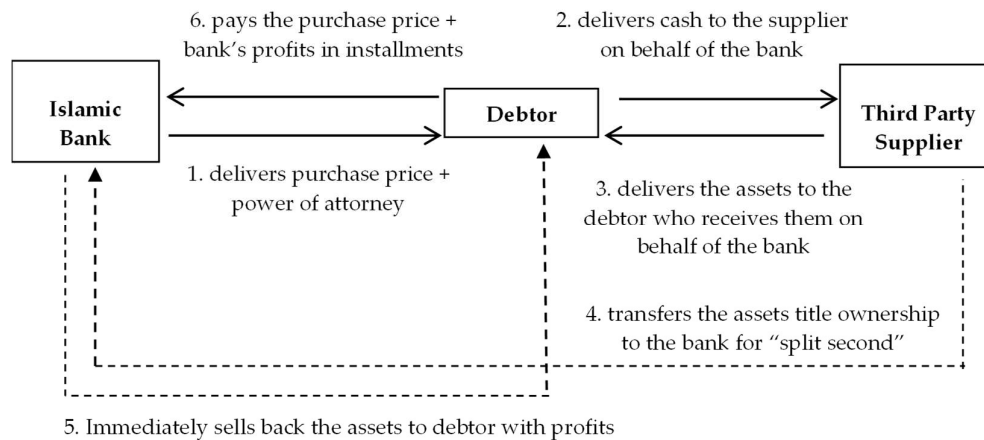 6. pays the purchase price +
bank's profits in installments
2. delivers cash to the supplier
on behalf of the bank
Islamic
Bank
Debtor
Third Party
Supplier
1. delivers purchase price +
power of attorney
3. delivers the assets to the
debtor who receives them on
behalf of the bank
4. transfers the assets title ownership
to the bank for “split second”
5. Immediately sells back the assets to debtor with profits